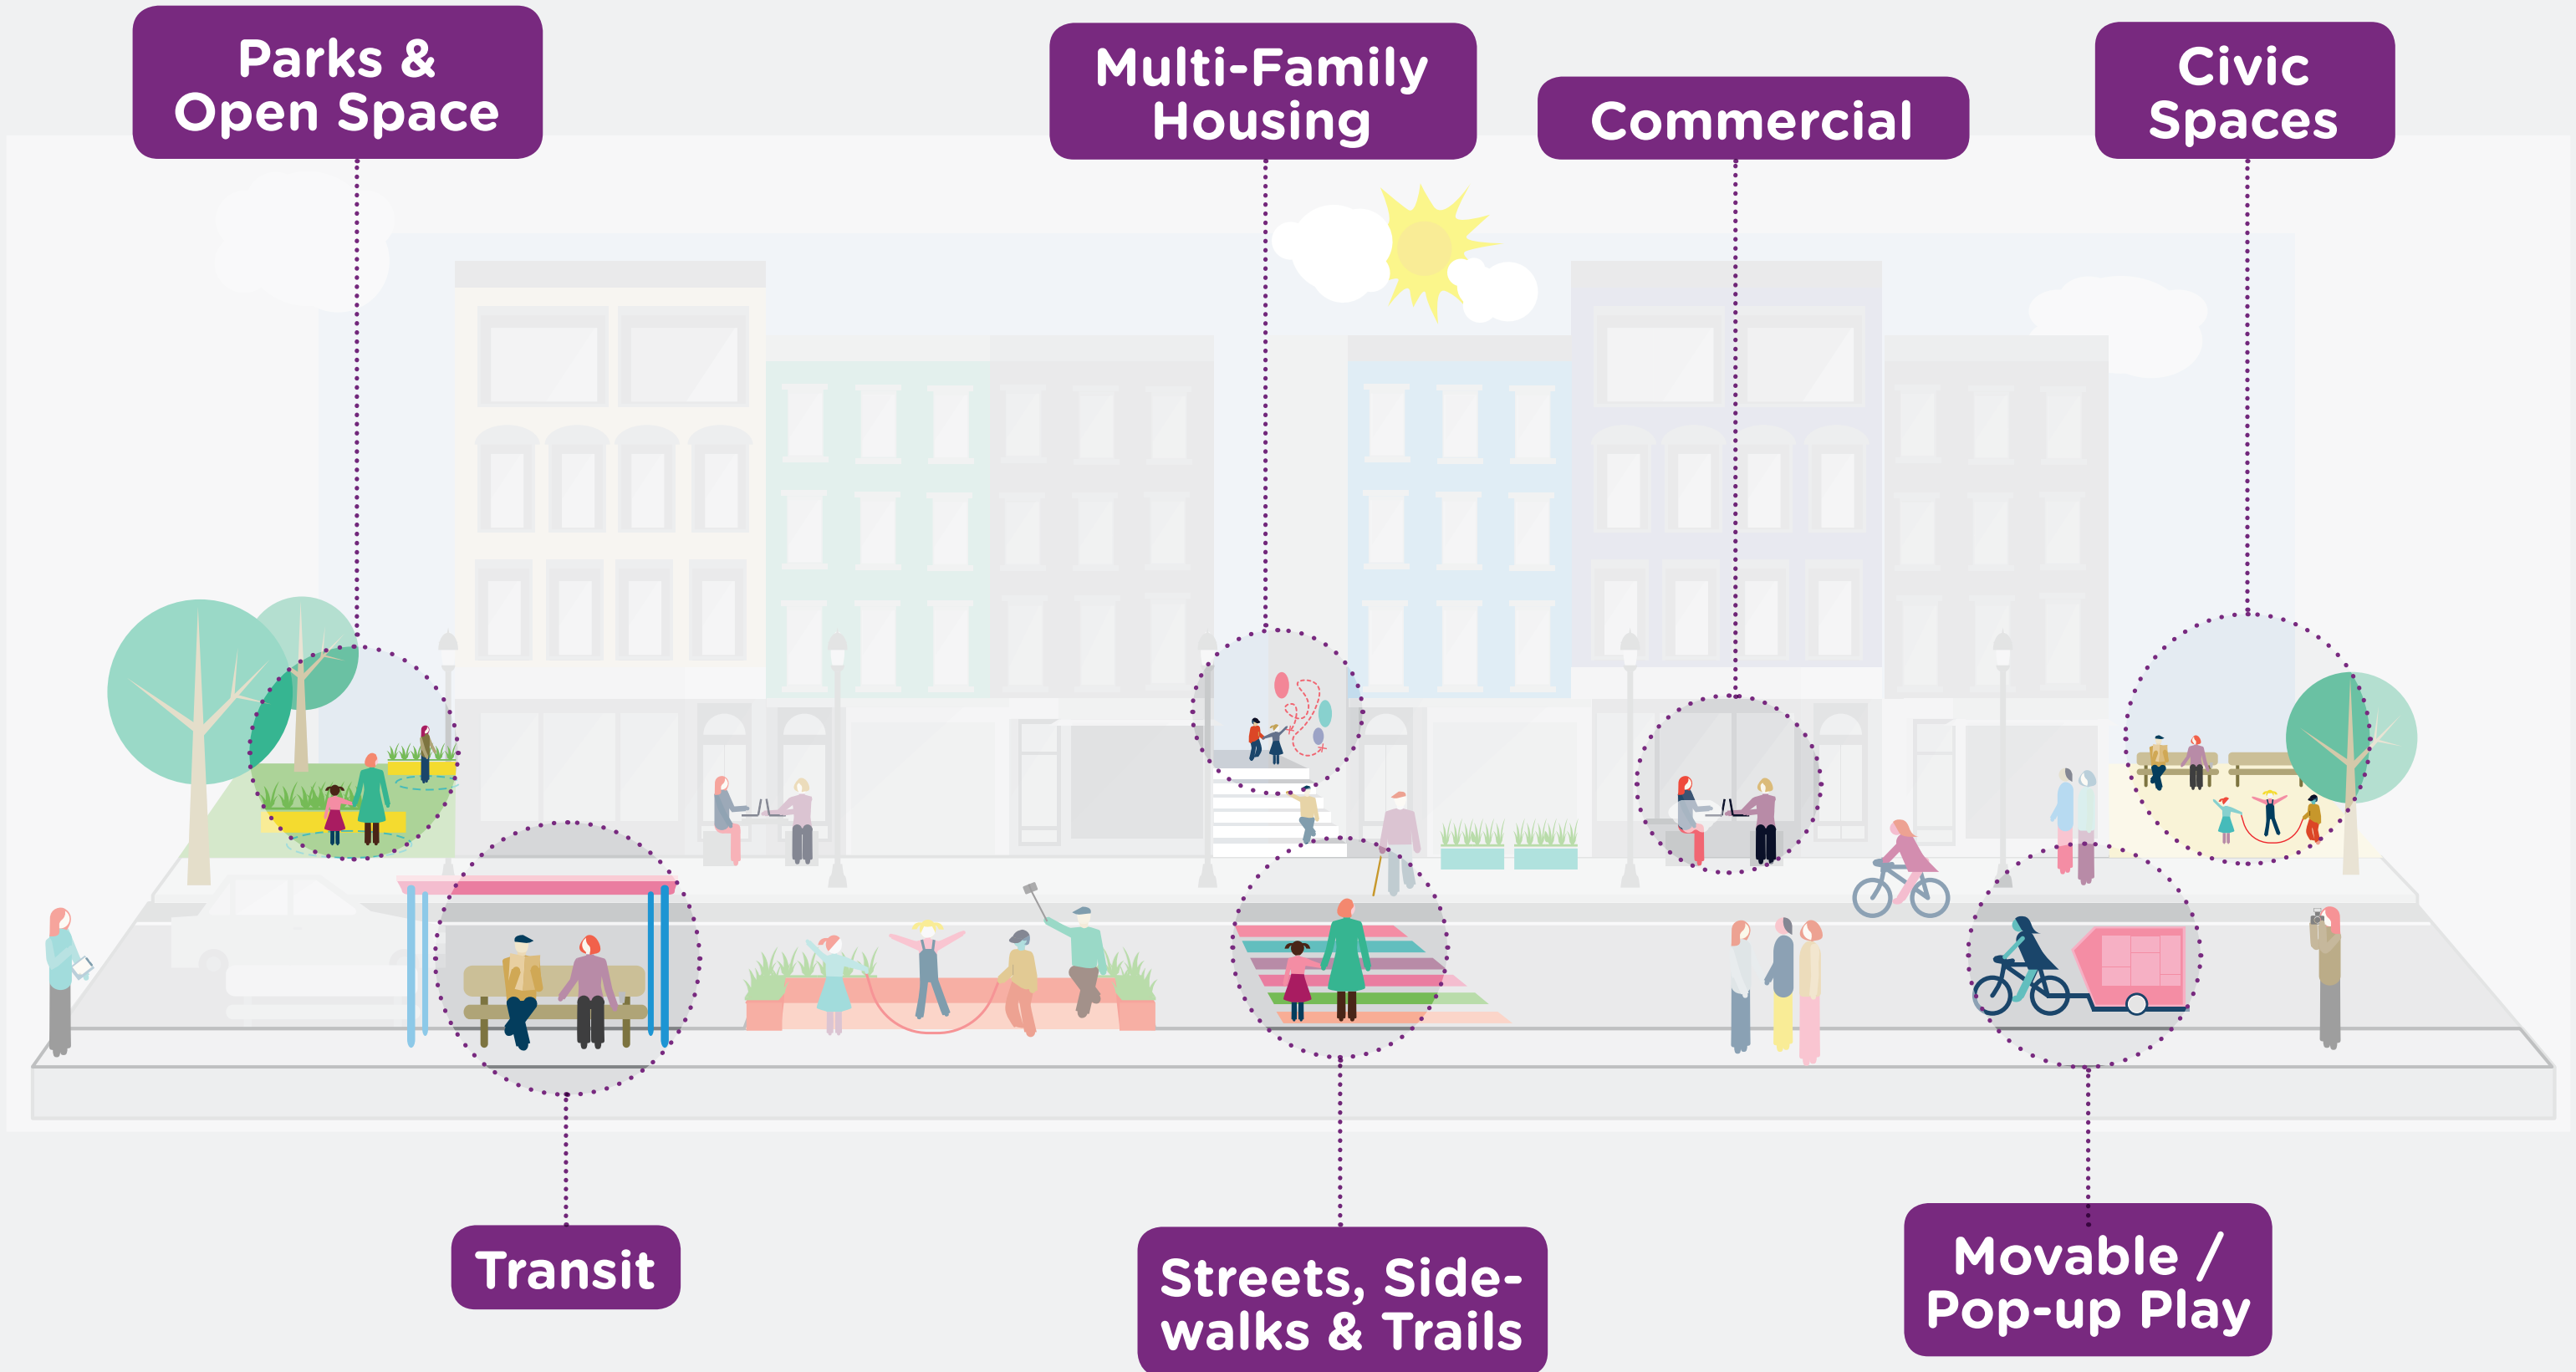 Parks &
Open Space
Multi-Family
Housing
Commercial
Civic
Spaces
Transit
Streets, Side-
walks & Trails
Movable /
Pop-up Play